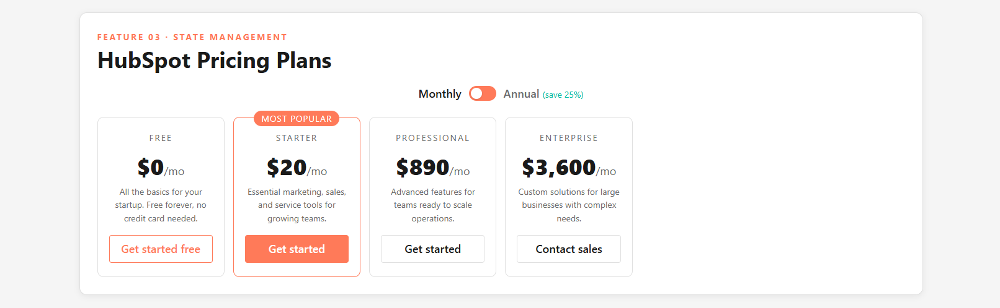 FEATURE 03 · STATE MANAGEMENT
HubSpot Pricing Plans
Monthly Annual (save 25%)
FREE
$0/mo
All the basics for your
startup. Free forever, no
credit card needed.
Get started free
MOST POPULAR
STARTER
$20/mo
Essential marketing, sales,
and service tools for
growing teams.
Get started
PROFESSIONAL
$890/mo
Advanced features for
teams ready to scale
operations.
Get started
ENTERPRISE
$3,600/mo
Custom solutions for large
businesses with complex
needs.
Contact sales